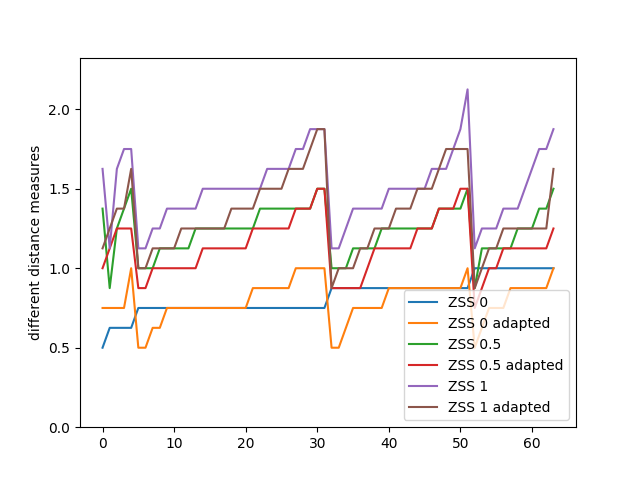 different distance measures
2.0
1.5
1.0
0.5
0.0
0 10 20 30 40 50 60
ZSS 0
ZSS 0 adapted
ZSS 0.5
ZSS 0.5 adapted
ZSS 1
ZSS 1 adapted